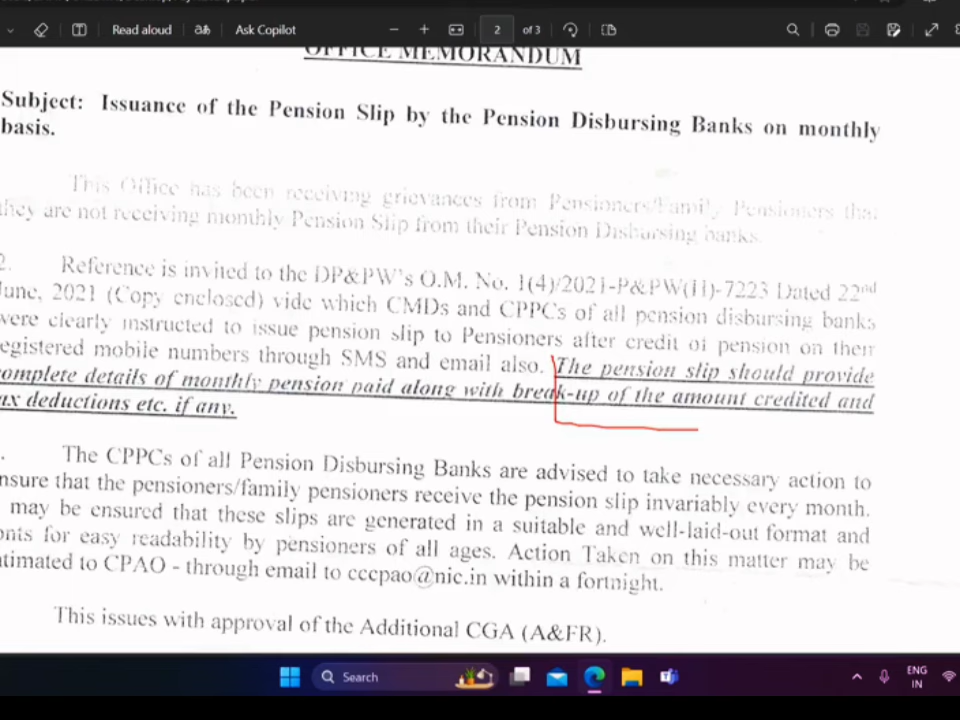 Read aloud
Ask Copilot
2 of 3
OFFICE MEMORANDUM
Subject: Issuance of the Pension Slip by the Pension Disbursing Banks on monthly
basis.
This Office has been receiving grievances from Pensioners/Family Pensioners that
they are not receiving monthly Pension Slip from their Pension Disbursing banks.
2. Reference is invited to the DP&PW's O.M. No. 1(4)/2021-P&PW(H)-7223 Dated 22nd
June, 2021 (Copy enclosed) vide which CMDs and CPPCs of all pension disbursing banks
were clearly instructed to issue pension slip to Pensioners after credit of pension on their
egistered mobile numbers through SMS and email also. The pension slip should provide
omplete details of monthly pension paid along with break-up of the amount credited and
ax deductions etc. if any.
. The CPPCs of all Pension Disbursing Banks are advised to take necessary action to
nsure that the pensioners/family pensioners receive the pension slip invariably every month.
may be ensured that these slips are generated in a suitable and well-laid-out format and
onts for easy readability by pensioners of all ages. Action Taken on this matter may be
ntimated to CPAO - through email to cccpao@nic.in within a fortnight.
This issues with approval of the Additional CGA (A&FR).
Search
ENG
IN